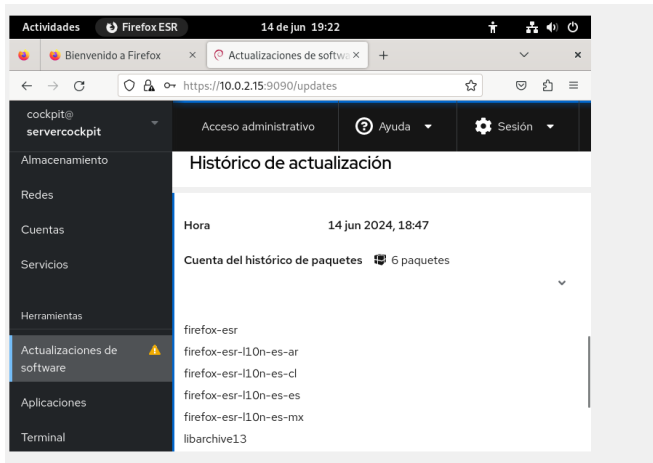 Actividades
Firefox ESR
14 de jun 19:22
Bienvenido a Firefox
Actualizaciones de softwa
https://10.0.2.15:9090/updates
cockpit@
servercockpit
Acceso administrativo
Ayuda
Sesión
Almacenamiento
Redes
Cuentas
Servicios
Herramientas
Actualizaciones de
software
Aplicaciones
Terminal
Histórico de actualización
Hora 14 jun 2024, 18:47
Cuenta del histórico de paquetes 6 paquetes
firefox-esr
firefox-esr-l10n-es-ar
firefox-esr-l10n-es-cl
firefox-esr-l10n-es-es
firefox-esr-l10n-es-mx
libarchive13